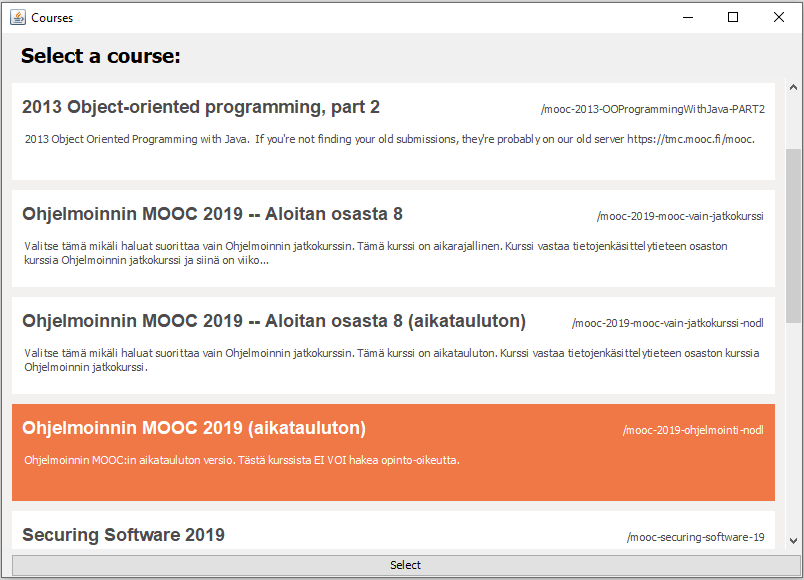 Courses
Select a course:
2013 Object-oriented programming, part 2
/mooc-2013-OOProgrammingWithJava-PART2
2013 Object Oriented Programming with Java. If you're not finding your old submissions, they're probably on our old server https://tmc.mooc.fi/mooc.
Ohjelmoinnin MOOC 2019 -- Aloitan osasta 8
/mooc-2019-mooc-vain-jatkokurssi
Valitse tämä mikäli haluat suorittaa vain Ohjelmoinnin jatkokurssin. Tämä kurssi on aikarajallinen. Kurssi vastaa tietojenkäsittelytieteen osaston
kurssia Ohjelmoinnin jatkokurssi ja siinä on viiko...
Ohjelmoinnin MOOC 2019 -- Aloitan osasta 8 (aikatauluton)
/mooc-2019-mooc-vain-jatkokurssi-nodl
Valitse tämä mikäli haluat suorittaa vain Ohjelmoinnin jatkokurssin. Tämä kurssi on aikatauluton. Kurssi vastaa tietojenkäsittelytieteen osaston kurssia
Ohjelmoinnin jatkokurssi.
Ohjelmoinnin MOOC 2019 (aikatauluton)
/mooc-2019-ohjelmointi-nodl
Ohjelmoinnin MOOC:in aikatauluton versio. Tästä kurssista EI VOI hakea opinto-oikeutta.
Securing Software 2019
/mooc-securing-software-19
Select